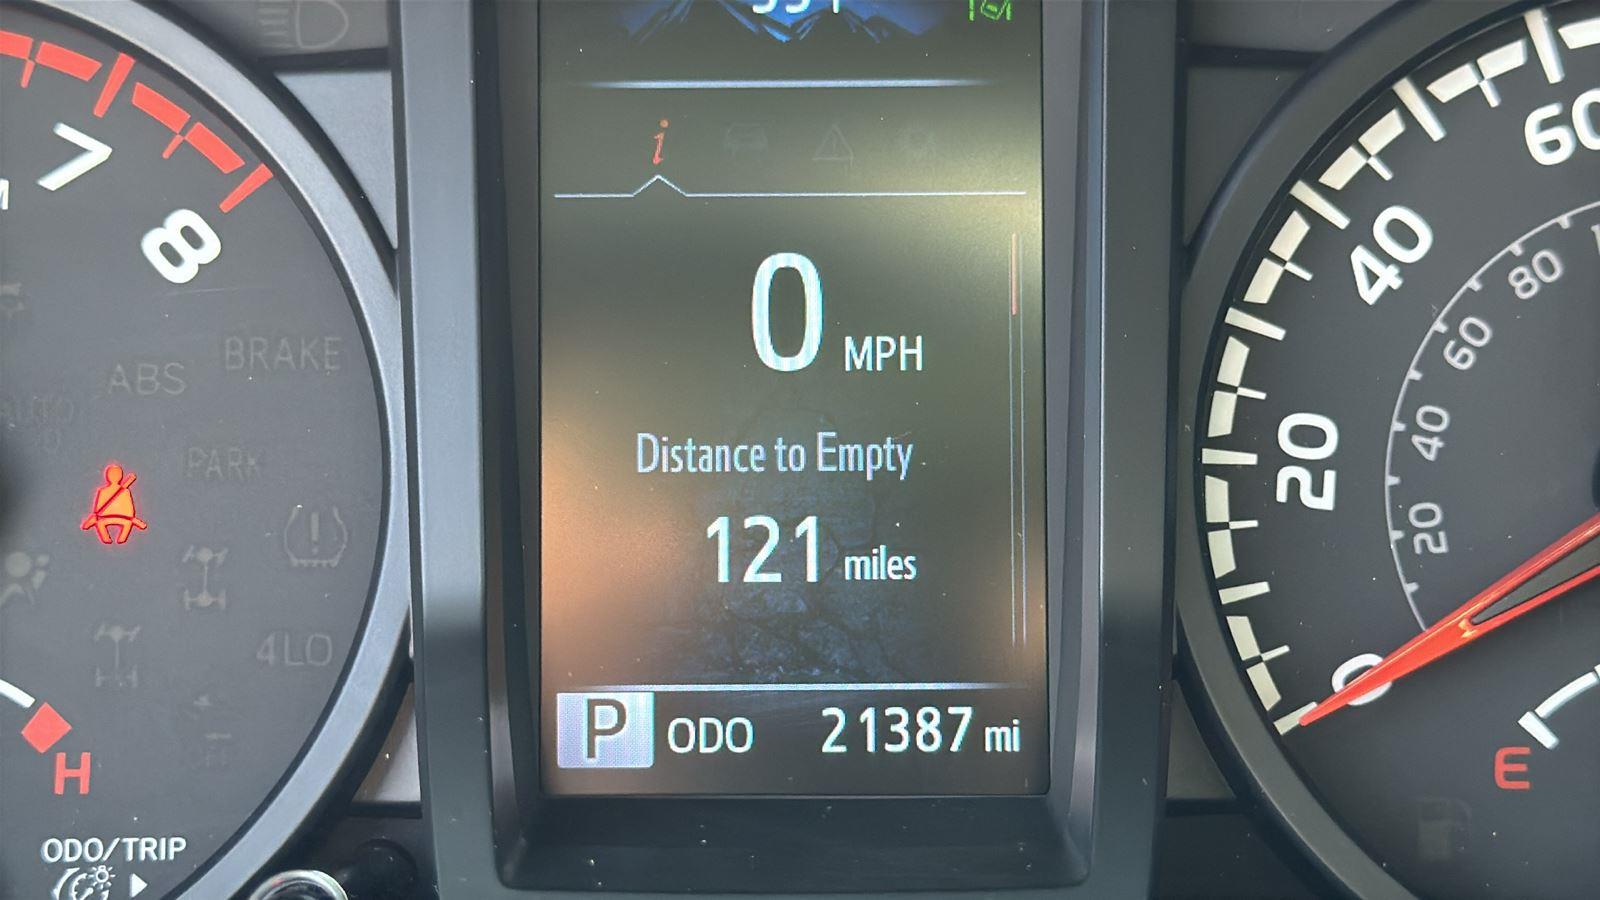 7
8
60
40
20
0
80
60
40
20
i
0 MPH
Distance to Empty
121 miles
P ODO 21387 mi
BRAKE
ABS
PARK
4LO
H
E
ODO/TRIP